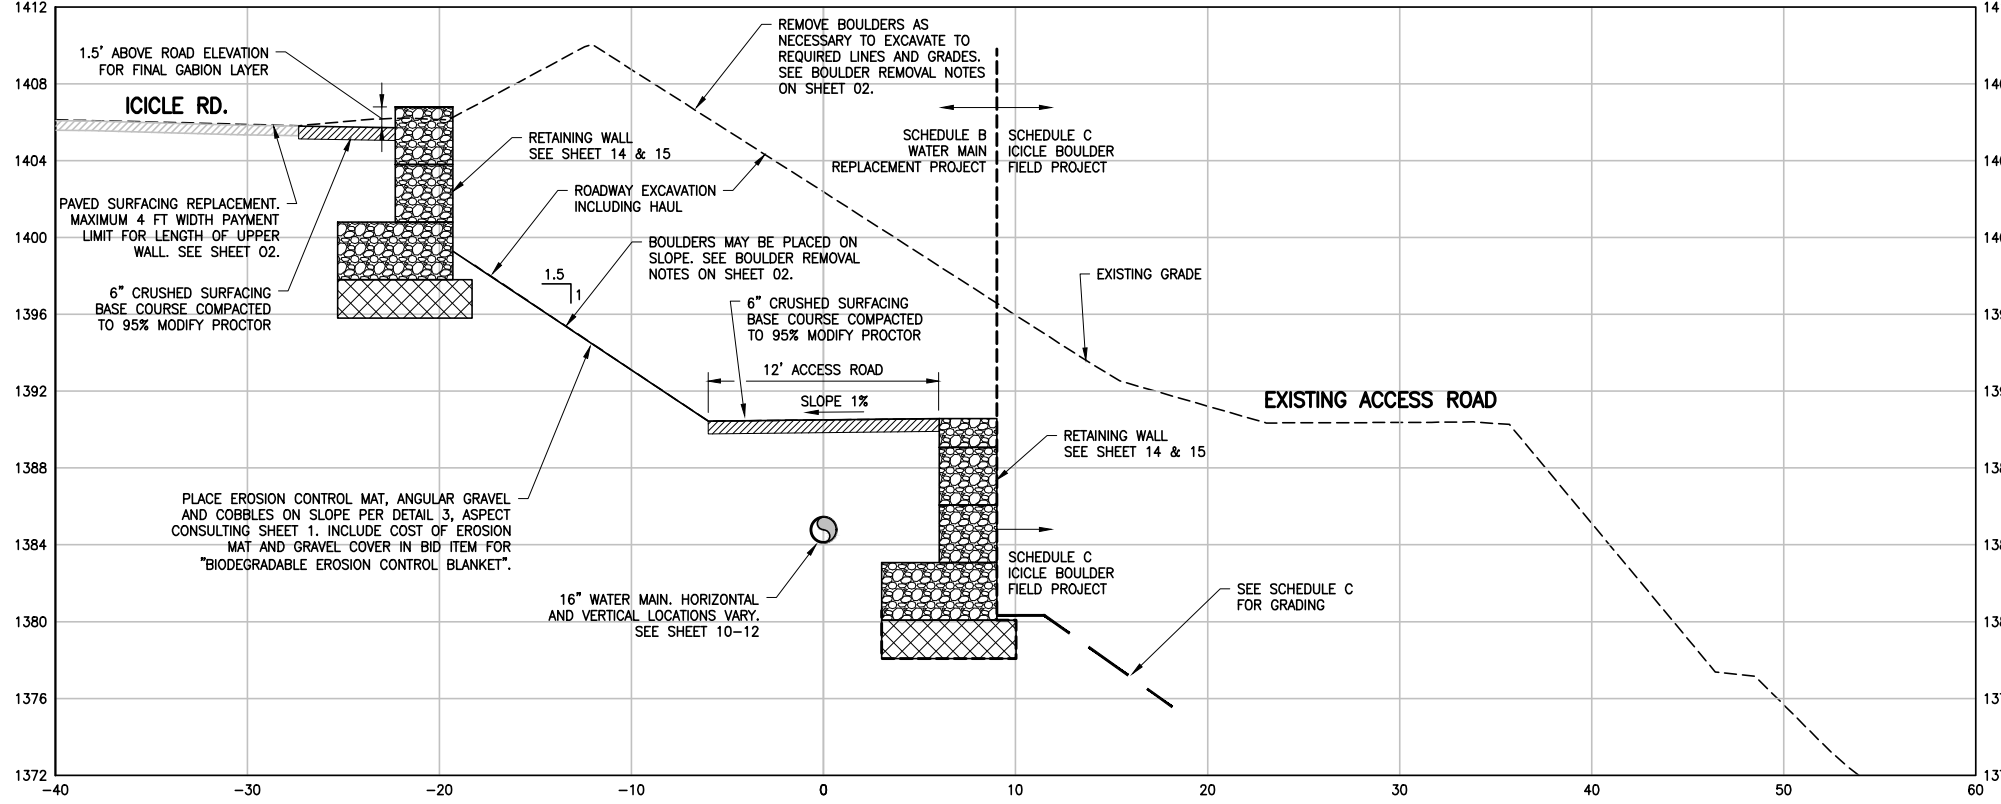 1412
1408
1404
1400
1396
1392
1388
1384
1380
1376
1372
1.5' ABOVE ROAD ELEVATION
FOR FINAL GABION LAYER
ICICLE RD.
REMOVE BOULDERS AS
NECESSARY TO EXCAVATE TO
REQUIRED LINES AND GRADES.
SEE BOULDER REMOVAL NOTES
ON SHEET 02.
SCHEDULE B
WATER MAIN
REPLACEMENT PROJECT
SCHEDULE C
ICICLE BOULDER
FIELD PROJECT
RETAINING WALL
SEE SHEET 14 & 15
ROADWAY EXCAVATION
INCLUDING HAUL
PAVED SURFACING REPLACEMENT.
MAXIMUM 4 FT WIDTH PAYMENT
LIMIT FOR LENGTH OF UPPER
WALL. SEE SHEET 02.
BOULDERS MAY BE PLACED ON
SLOPE. SEE BOULDER REMOVAL
NOTES ON SHEET 02.
1.5
1
EXISTING GRADE
6" CRUSHED SURFACING
BASE COURSE COMPACTED
TO 95% MODIFY PROCTOR
6" CRUSHED SURFACING
BASE COURSE COMPACTED
TO 95% MODIFY PROCTOR
12' ACCESS ROAD
SLOPE 1%
EXISTING ACCESS ROAD
RETAINING WALL
SEE SHEET 14 & 15
PLACE EROSION CONTROL MAT, ANGULAR GRAVEL
AND COBBLES ON SLOPE PER DETAIL 3, ASPECT
CONSULTING SHEET 1. INCLUDE COST OF EROSION
MAT AND GRAVEL COVER IN BID ITEM FOR
"BIODEGRADABLE EROSION CONTROL BLANKET".
SCHEDULE C
ICICLE BOULDER
FIELD PROJECT
16" WATER MAIN. HORIZONTAL
AND VERTICAL LOCATIONS VARY.
SEE SHEET 10-12
SEE SCHEDULE C
FOR GRADING
-40 -30 -20 -10 0 10 20 30 40 50 60